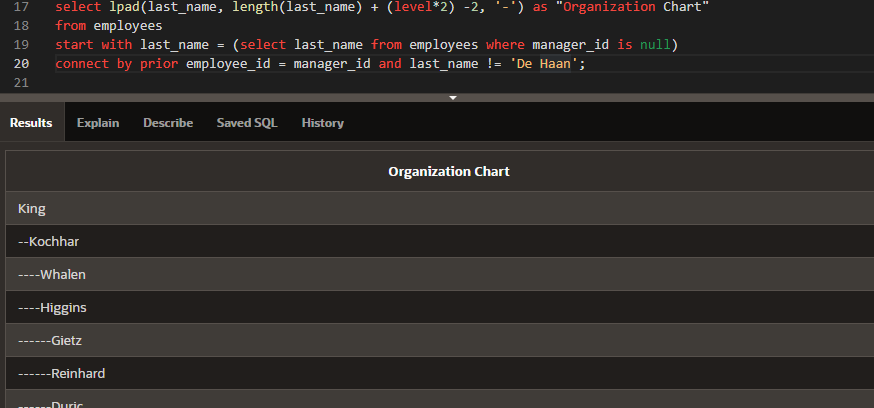 17 select lpad(last_name, length(last_name) + (level*2) -2, '-') as "Organization Chart"
18 from employees
19 start with last_name = (select last_name from employees where manager_id is null)
20 connect by prior employee_id = manager_id and last_name != 'De Haan';
21
Results Explain Describe Saved SQL History
Organization Chart
King
--Kochhar
----Whalen
----Higgins
------Gietz
------Reinhard
------Duric